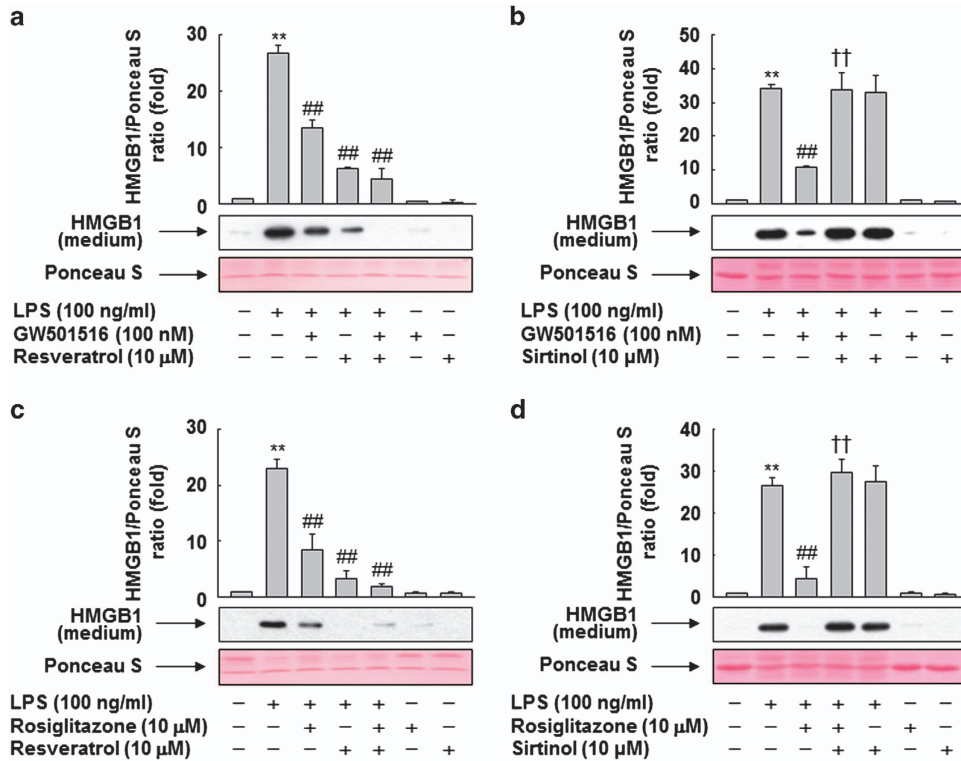 a
HMGB1/Ponceau S
ratio (fold)
30
20
10
0
**
##
##
##
HMGB1
(medium)
Ponceau S
LPS (100 ng/ml) – + + + + – –
GW501516 (100 nM) – – + – + + –
Resveratrol (10 μM) – – – + + – +
b
HMGB1/Ponceau S
ratio (fold)
50
40
30
20
10
0
**
##
††
HMGB1
(medium)
Ponceau S
LPS (100 ng/ml) – + + + + – –
GW501516 (100 nM) – – + + – + –
Sirtinol (10 μM) – – – + + – +
c
HMGB1/Ponceau S
ratio (fold)
30
20
10
0
**
##
##
##
HMGB1
(medium)
Ponceau S
LPS (100 ng/ml) – + + + + – –
Rosiglitazone (10 μM) – – + – + + –
Resveratrol (10 μM) – – – + + – +
d
HMGB1/Ponceau S
ratio (fold)
40
30
20
10
0
**
##
††
HMGB1
(medium)
Ponceau S
LPS (100 ng/ml) – + + + + – –
Rosiglitazone (10 μM) – – + + – + –
Sirtinol (10 μM) – – – + + – +